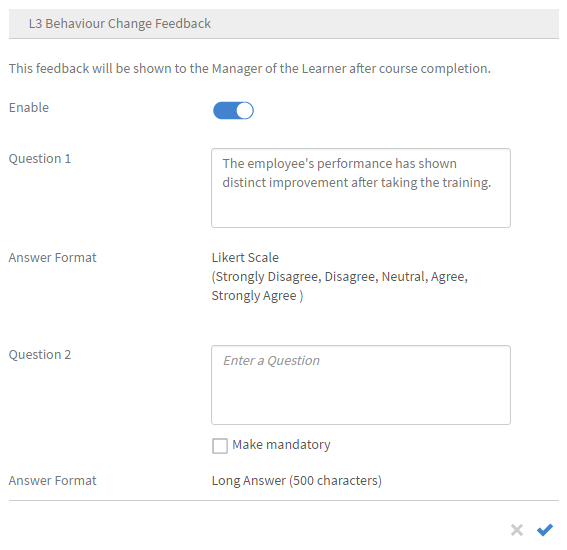 L3 Behaviour Change Feedback
This feedback will be shown to the Manager of the Learner after course completion.
Enable
Question 1
The employee's performance has shown
distinct improvement after taking the training.
Answer Format
Likert Scale
(Strongly Disagree, Disagree, Neutral, Agree,
Strongly Agree )
Question 2
Enter a Question
Make mandatory
Answer Format
Long Answer (500 characters)